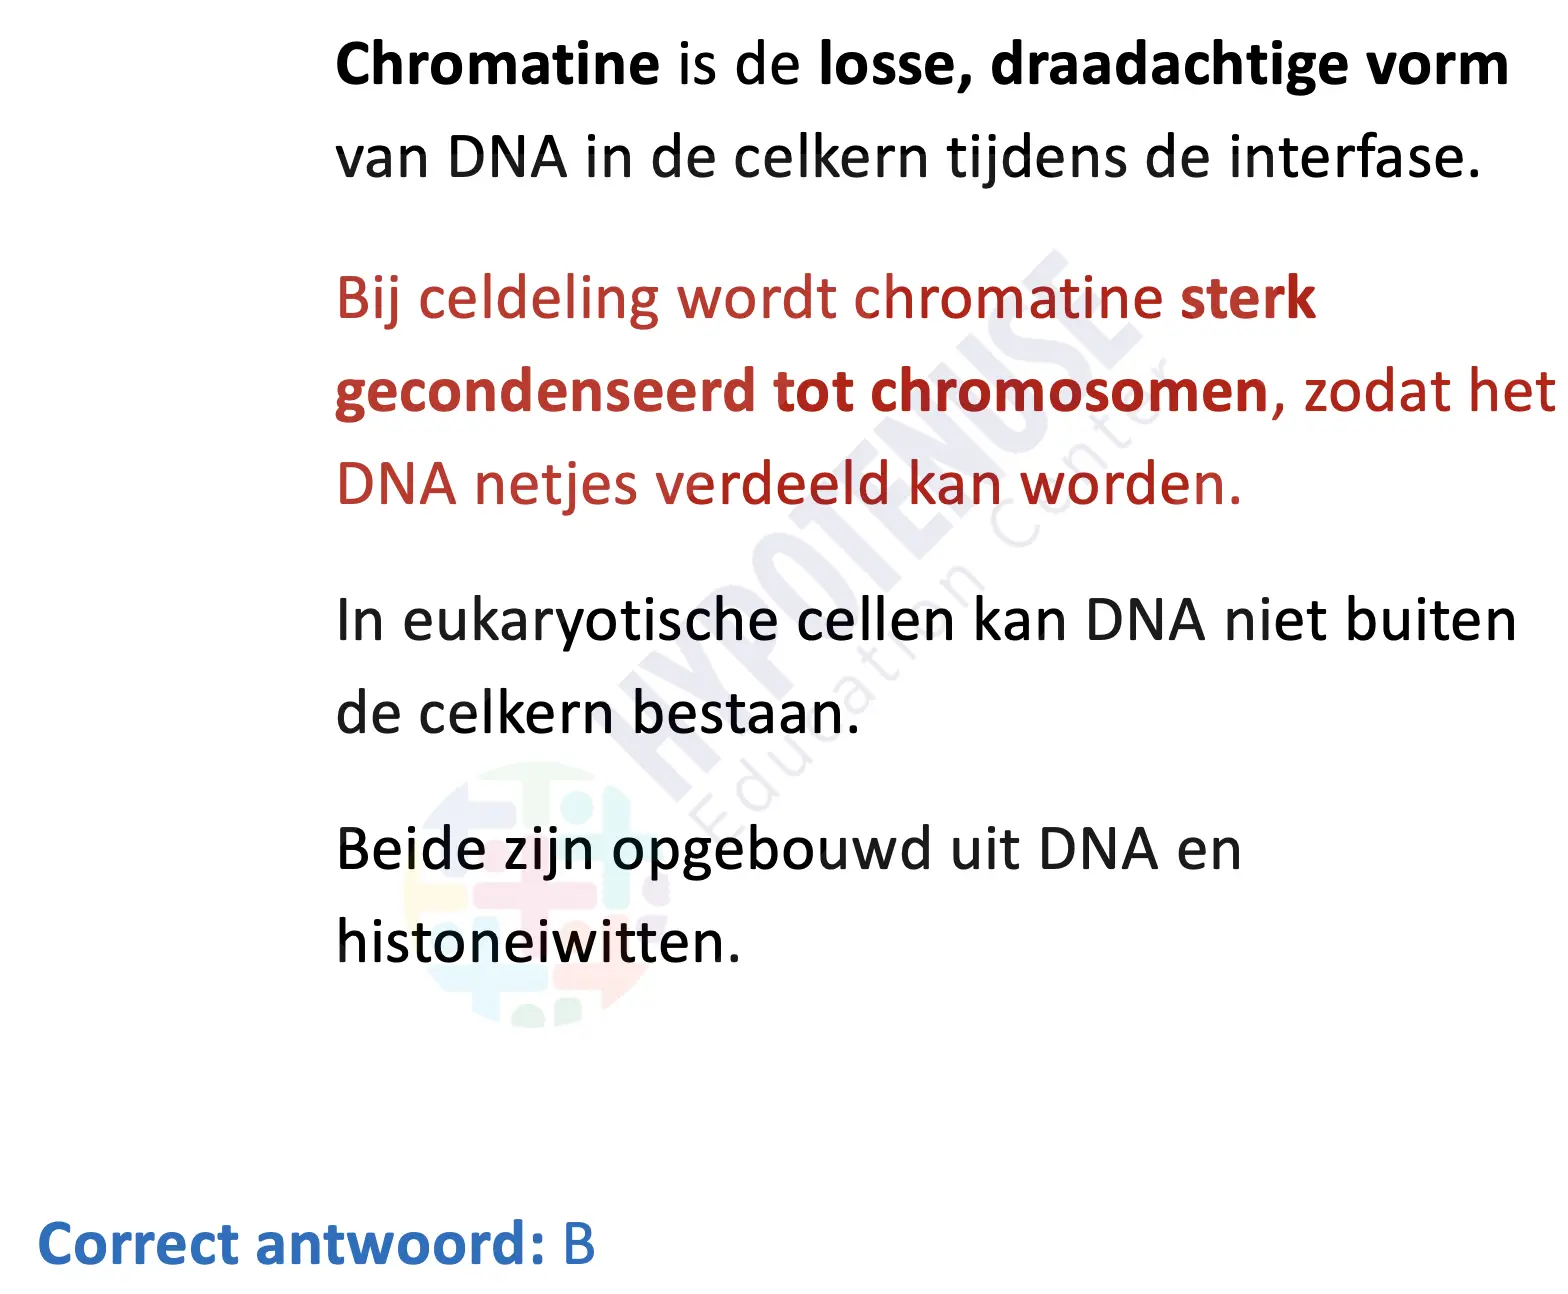 Chromatine is de losse, draadachtige vorm
van DNA in de celkern tijdens de interfase.
Bij celdeling wordt chromatine sterk
gecondenseerd tot chromosomen, zodat het
DNA netjes verdeeld kan worden.
In eukaryotische cellen kan DNA niet buiten
de celkern bestaan.
Beide zijn opgebouwd uit DNA en
histoneiwitten.
HYPOTENUSE
Education Center
Correct antwoord: B